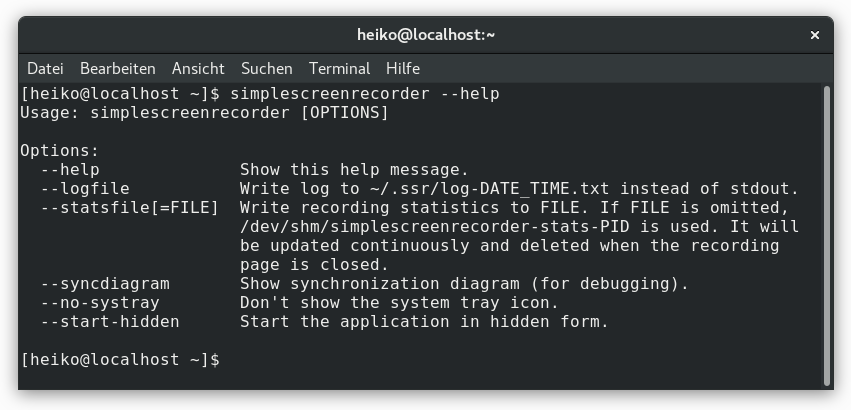 heiko@localhost:~ ×
Datei Bearbeiten Ansicht Suchen Terminal Hilfe
[heiko@localhost ~]$ simplescreenrecorder --help
Usage: simplescreenrecorder [OPTIONS]

Options:
  --help              Show this help message.
  --logfile           Write log to ~/.ssr/log-DATE_TIME.txt instead of stdout.
  --statsfile[=FILE]  Write recording statistics to FILE. If FILE is omitted,
                      /dev/shm/simplescreenrecorder-stats-PID is used. It will
                      be updated continuously and deleted when the recording
                      page is closed.
  --syncdiagram       Show synchronization diagram (for debugging).
  --no-systray        Don't show the system tray icon.
  --start-hidden      Start the application in hidden form.

[heiko@localhost ~]$